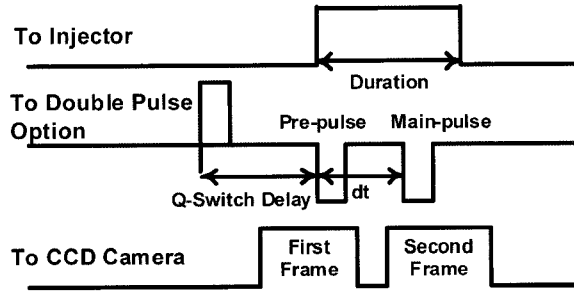 To Injector
Duration
To Double Pulse
Option
Pre-pulse
Main-pulse
Q-Switch Delay
dt
To CCD Camera
First
Frame
Second
Frame